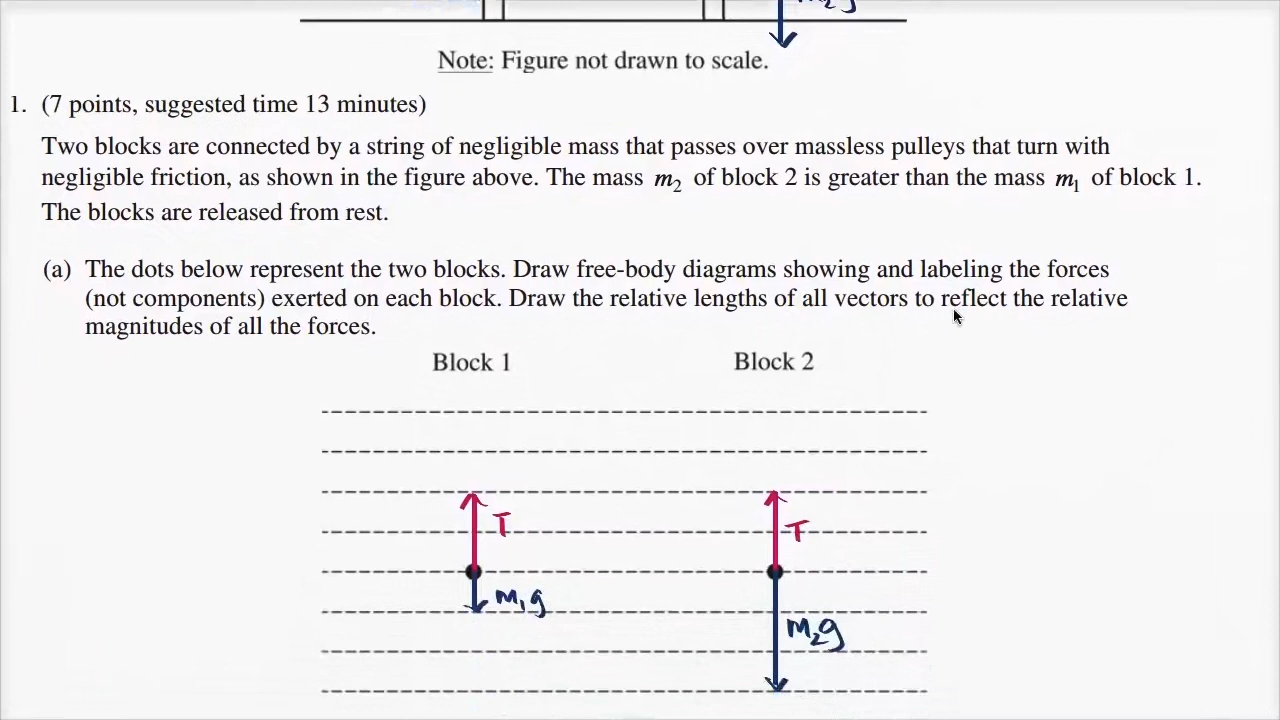 m₂g
Note: Figure not drawn to scale.
1. (7 points, suggested time 13 minutes)
Two blocks are connected by a string of negligible mass that passes over massless pulleys that turn with
negligible friction, as shown in the figure above. The mass m₂ of block 2 is greater than the mass m₁ of block 1.
The blocks are released from rest.
(a) The dots below represent the two blocks. Draw free-body diagrams showing and labeling the forces
(not components) exerted on each block. Draw the relative lengths of all vectors to reflect the relative
magnitudes of all the forces.
Block 1 Block 2
T T
m₁g
m₂g